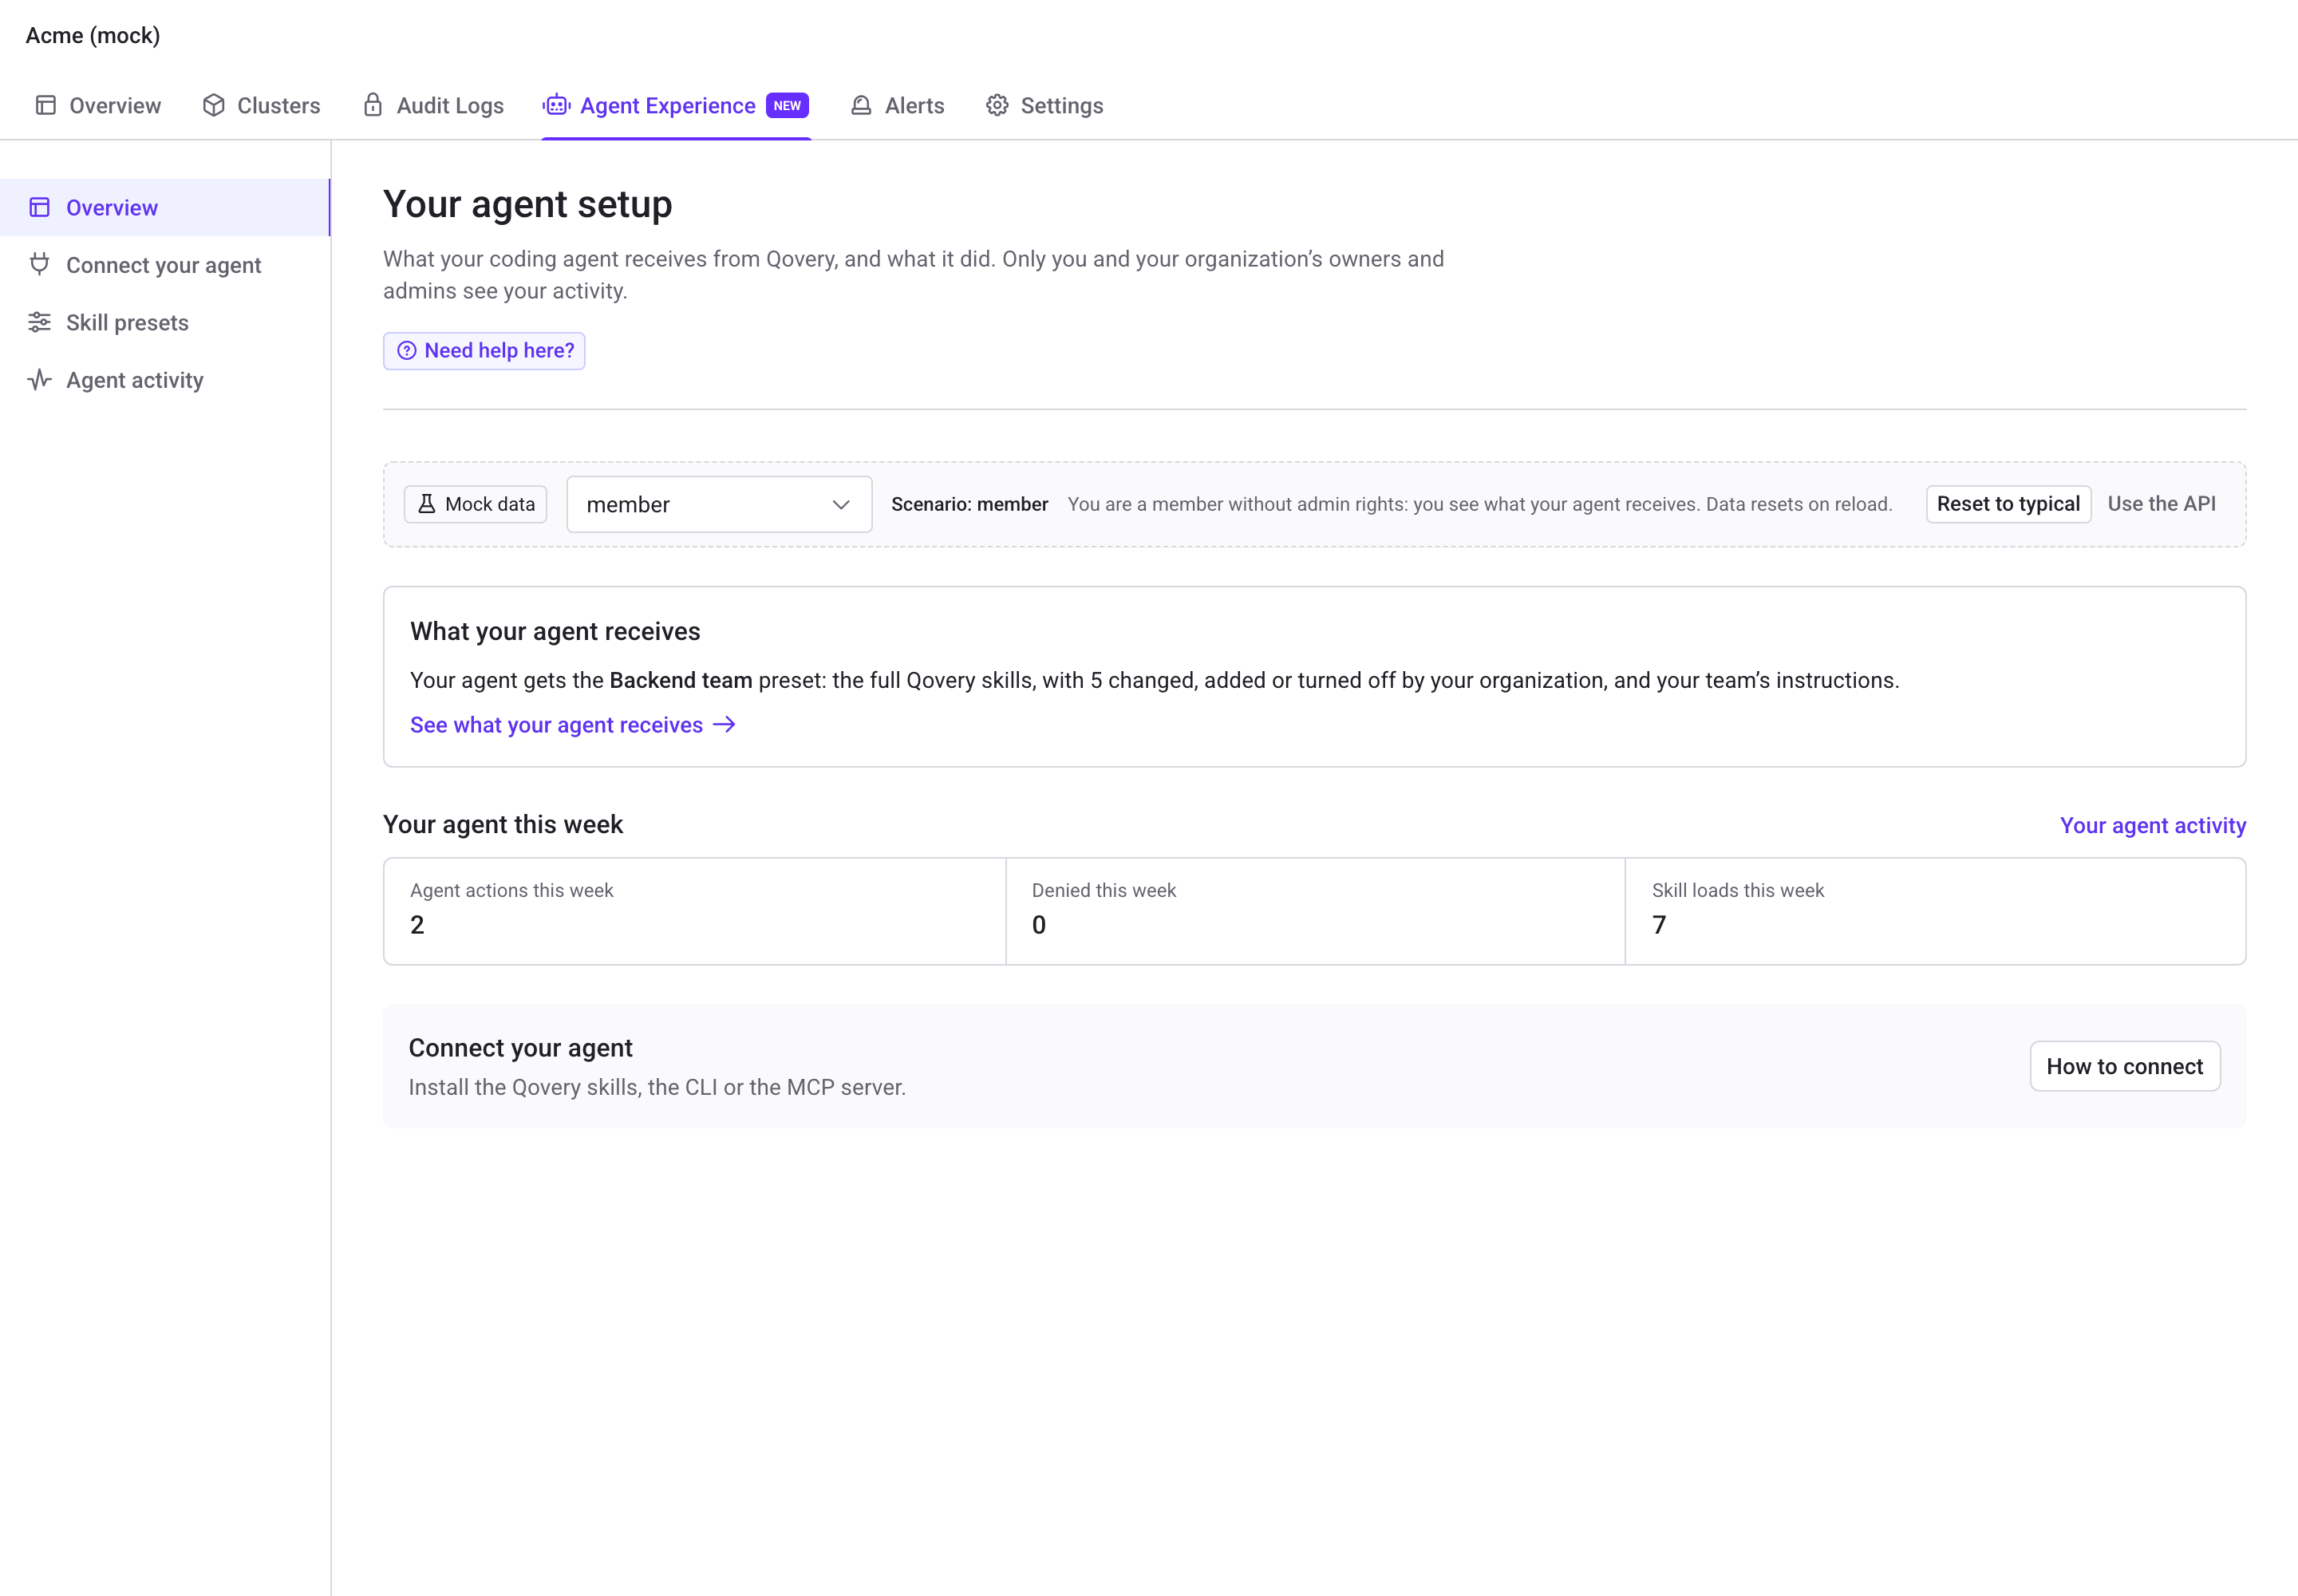 Acme (mock)
Overview
Clusters
Audit Logs
Agent Experience NEW
Alerts
Settings
Overview
Connect your agent
Skill presets
Agent activity
Your agent setup
What your coding agent receives from Qovery, and what it did. Only you and your organization’s owners and
admins see your activity.
Need help here?
Mock data
member
Scenario: member
You are a member without admin rights: you see what your agent receives. Data resets on reload.
Reset to typical
Use the API
What your agent receives
Your agent gets the Backend team preset: the full Qovery skills, with 5 changed, added or turned off by your organization, and your team’s instructions.
See what your agent receives →
Your agent this week
Your agent activity
Agent actions this week
2
Denied this week
0
Skill loads this week
7
Connect your agent
Install the Qovery skills, the CLI or the MCP server.
How to connect